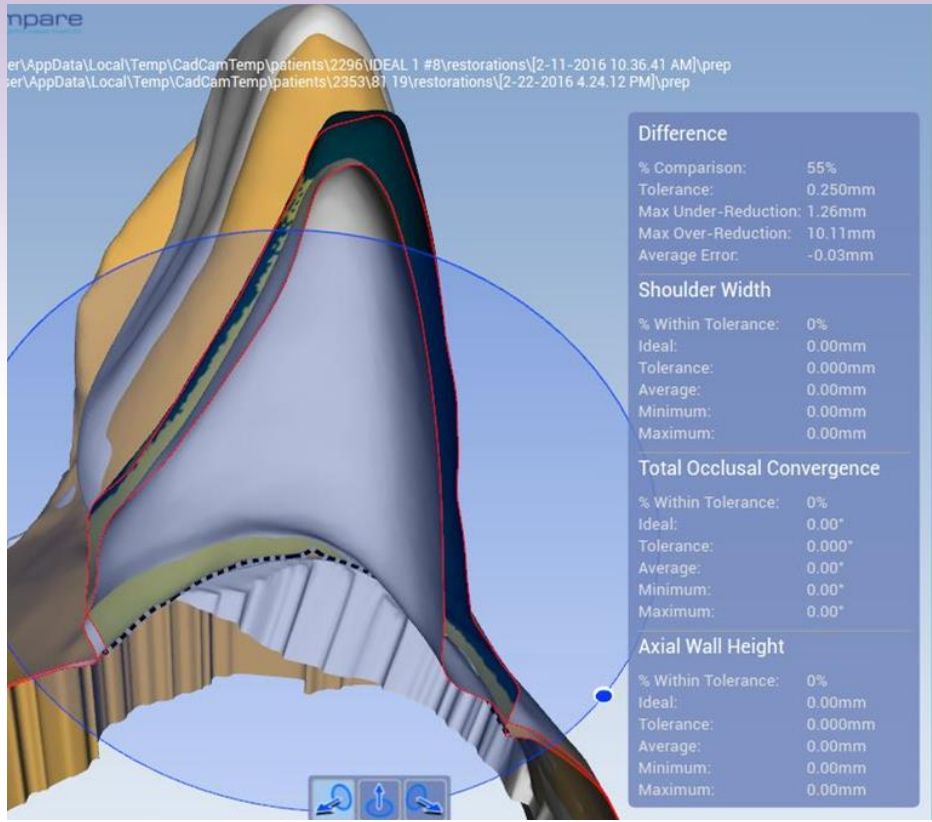 mpare
er\AppData\Local\Temp\CadCamTemp\patients\2296\IDEAL 1 #8\restorations\[2-11-2016 10.36.41 AM]\prep
ser\AppData\Local\Temp\CadCamTemp\patients\2353\81 19\restorations\[2-22-2016 4.24.12 PM]\prep
Difference
% Comparison: 55%
Tolerance: 0.250mm
Max Under-Reduction: 1.26mm
Max Over-Reduction: 10.11mm
Average Error: -0.03mm
Shoulder Width
% Within Tolerance: 0%
Ideal: 0.00mm
Tolerance: 0.000mm
Average: 0.00mm
Minimum: 0.00mm
Maximum: 0.00mm
Total Occlusal Convergence
% Within Tolerance: 0%
Ideal: 0.00°
Tolerance: 0.000°
Average: 0.00°
Minimum: 0.00°
Maximum: 0.00°
Axial Wall Height
% Within Tolerance: 0%
Ideal: 0.00mm
Tolerance: 0.000mm
Average: 0.00mm
Minimum: 0.00mm
Maximum: 0.00mm